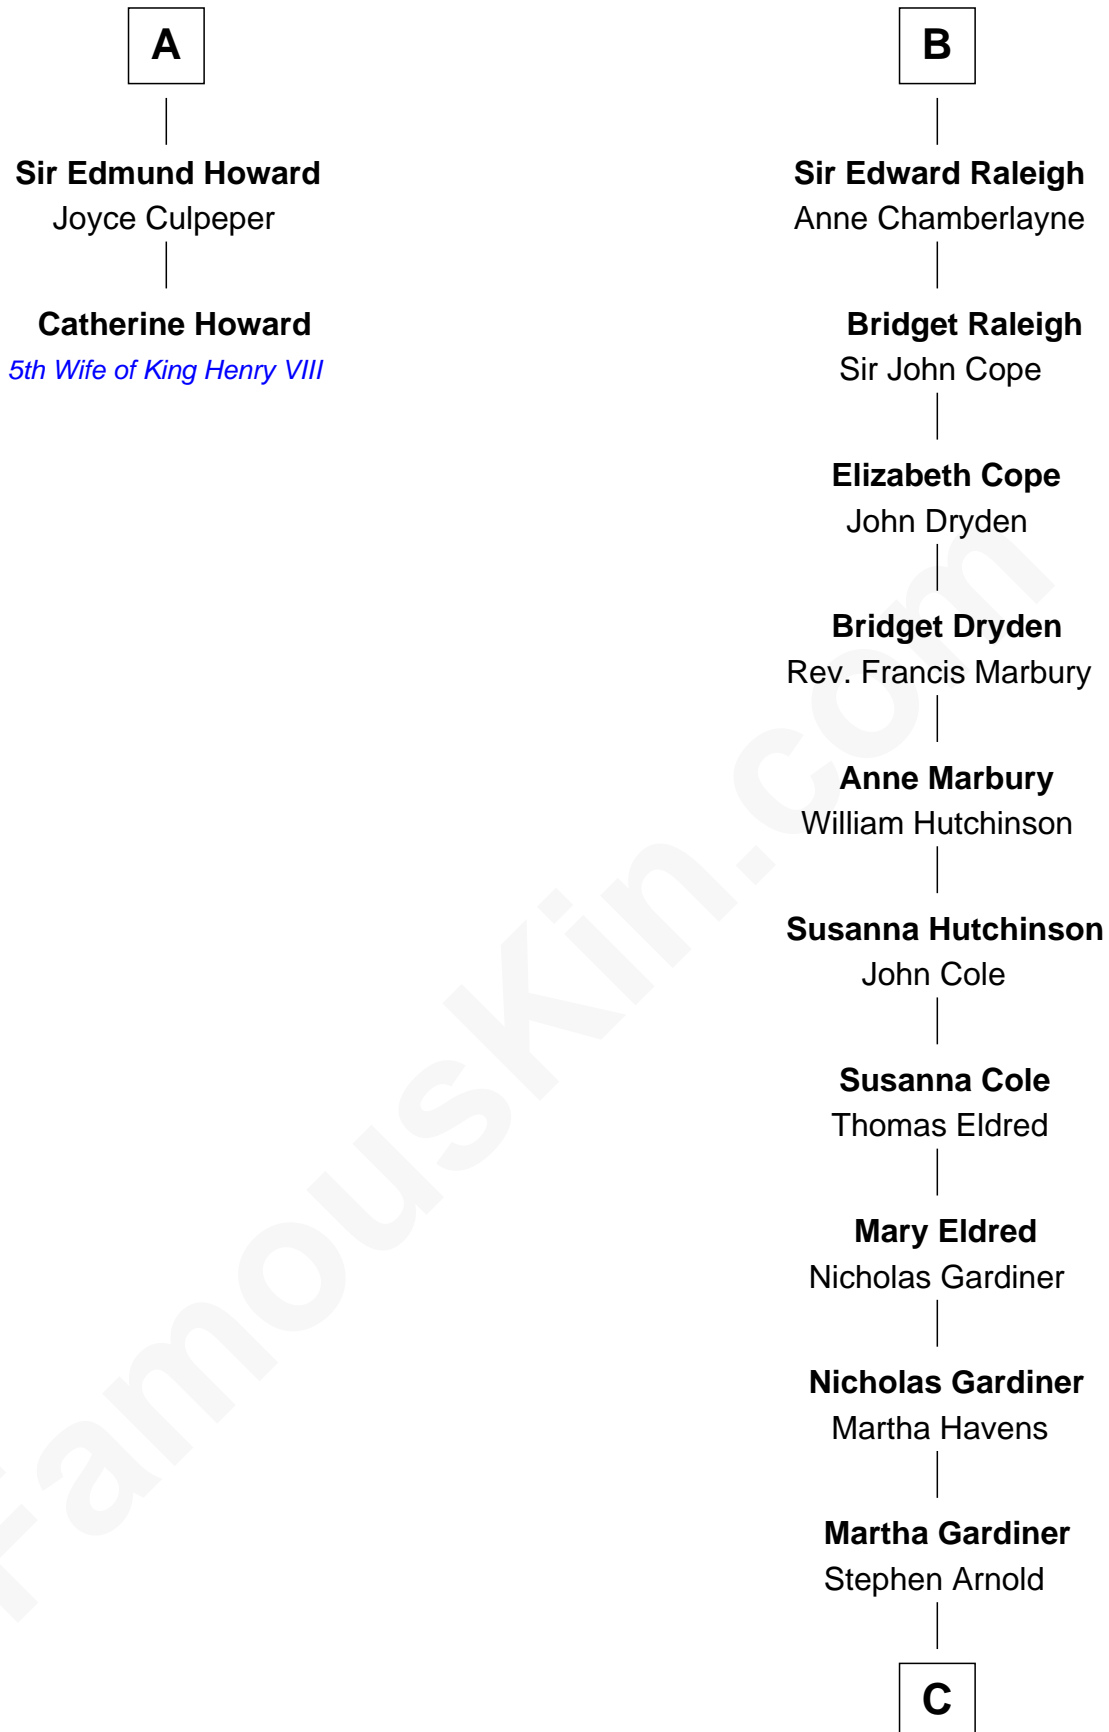 A
Sir Edmund Howard
Joyce Culpeper
Catherine Howard
5th Wife of King Henry VIII
B
Sir Edward Raleigh
Anne Chamberlayne
Bridget Raleigh
Sir John Cope
Elizabeth Cope
John Dryden
Bridget Dryden
Rev. Francis Marbury
Anne Marbury
William Hutchinson
Susanna Hutchinson
John Cole
Susanna Cole
Thomas Eldred
Mary Eldred
Nicholas Gardiner
Nicholas Gardiner
Martha Havens
Martha Gardiner
Stephen Arnold
C
FamousKin.com